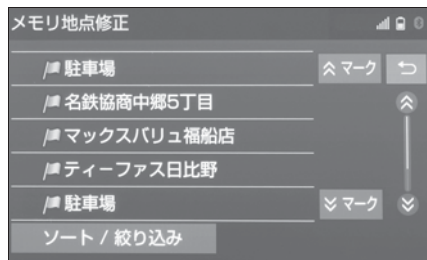 メモリ地点修正
駐車場
マーク
名鉄協商中郷5丁目
マックスバリュ福船店
ティーファス日比野
駐車場
マーク
ソート / 絞り込み